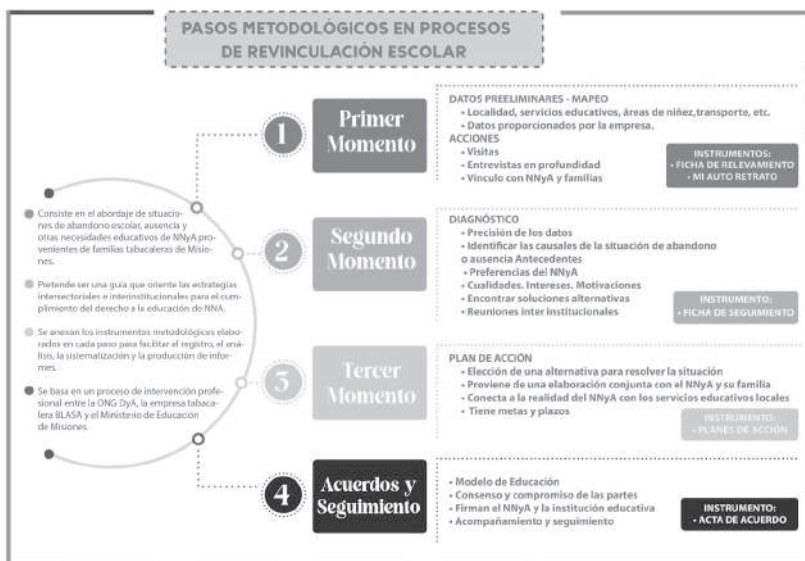 PASOS METODOLÓGICOS EN PROCESOS
DE REVINCULACIÓN ESCOLAR
Consiste en el abordaje de situacio-
nes de abandono escolar, ausencia y
otras necesidades educativos de NNyA pro-
venientes de familias tabacaleras de Misio-
nes.
Pretende ser una guía que oriente las estrategias
intersectoriales e interinstitucionales para el cum-
plimiento del derecho a la educación de NNA.
Se anexan los instrumentos metodológicos elabo-
rados en cada paso para facilitar el registro, el aná-
lisis, la sistemalización y la producción de infor-
mes.
Se basa en un proceso de intervención profe-
sional entre la ONG DyA, la empresa tabaca-
lera BLASA y el Ministerio de Educación
de Misiones
1
Primer
Momento
DATOS PREELIMINARES - MAPEO
• Localidad, servicios educativos, áreas de niñez,transporte, etc.
• Datos proporcionados por la empresa.
ACCIONES
• Visitas
• Entrevistas en profundidad
• Vínculo con NNyA y familias
INSTRUMENTOS:
• FICHA DE RELEVAMIENTO
• MI AUTO RETRATO
2
Segundo
Momento
DIAGNÓSTICO
• Precisión de los datos
• Identificar las causales de la situación de abandono
o ausencia Antecedentes
• Preferencias del NNyA
• Cualidades. Intereses. Motivaciones
• Encontrar soluciones alternativas
• Reuniones inter institucionales
INSTRUMENTO:
• FICHA DE SEGUIMIENTO
3
Tercer
Momento
PLAN DE ACCIÓN
• Elección de una alternativa para resolver la situación
• Proviene de una elaboración conjunta con el NNyA y su familia
• Conecta a la realidad del NNyA con los servicios educativos locales
• Tiene metas y plazos
INSTRUMENTO:
• PLANES DE ACCIÓN
4
Acuerdos y
Seguimiento
• Modelo de Educación
• Consenso y compromiso de las partes
• Firman el NNyA y la institución educativa
• Acompañamiento y seguimiento
INSTRUMENTO:
• ACTA DE ACUERDO